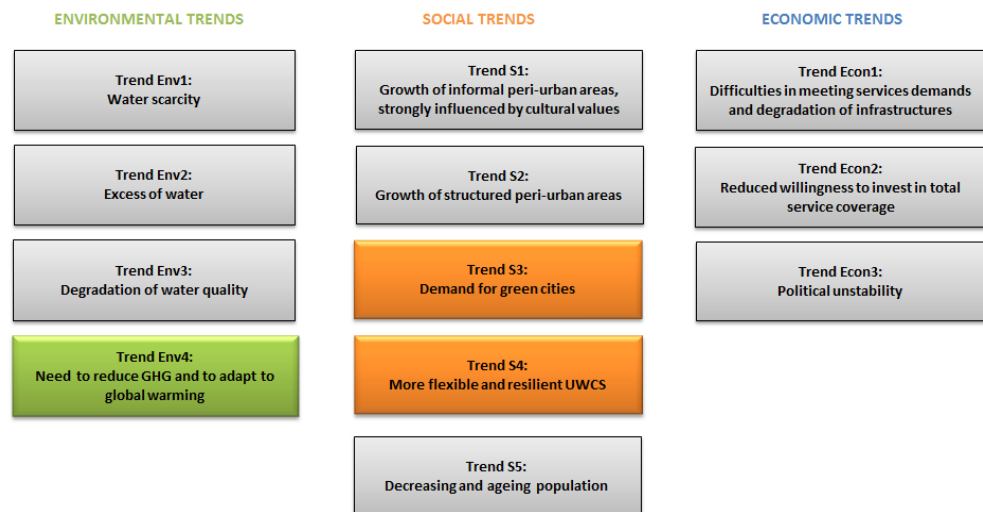 ENVIRONMENTAL TRENDS
Trend Env1:
Water scarcity
Trend Env2:
Excess of water
Trend Env3:
Degradation of water quality
Trend Env4:
Need to reduce GHG and to adapt to
global warming
SOCIAL TRENDS
Trend S1:
Growth of informal peri-urban areas,
strongly influenced by cultural values
Trend S2:
Growth of structured peri-urban areas
Trend S3:
Demand for green cities
Trend S4:
More flexible and resilient UWCS
Trend S5:
Decreasing and ageing population
ECONOMIC TRENDS
Trend Econ1:
Difficulties in meeting services demands
and degradation of infrastructures
Trend Econ2:
Reduced willingness to invest in total
service coverage
Trend Econ3:
Political unstability